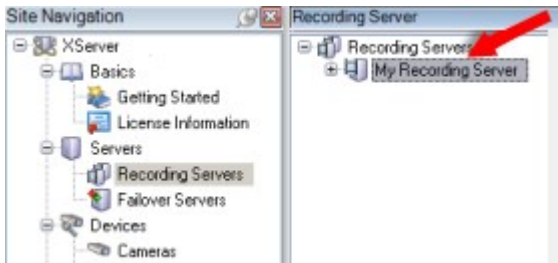 Site Navigation
XServer
Basics
Getting Started
License Information
Servers
Recording Servers
Failover Servers
Devices
Cameras
Recording Server
Recording Servers
My Recording Server